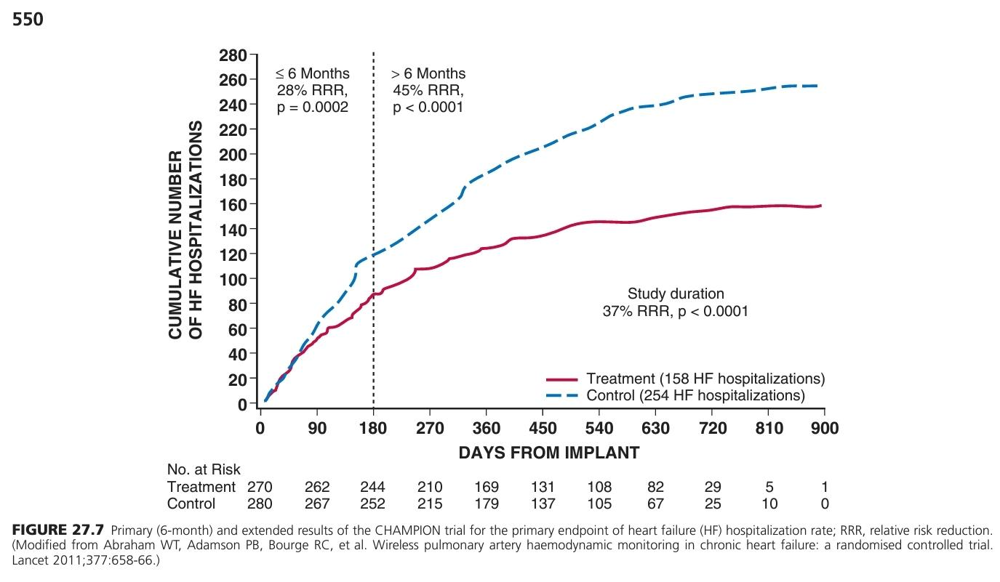 550
CUMULATIVE NUMBER
OF HF HOSPITALIZATIONS
280
260
240
220
200
180
160
140
120
100
80
60
40
20
0
≤ 6 Months
28% RRR,
p = 0.0002
> 6 Months
45% RRR,
p < 0.0001
Study duration
37% RRR, p < 0.0001
Treatment (158 HF hospitalizations)
Control (254 HF hospitalizations)
0 90 180 270 360 450 540 630 720 810 900
DAYS FROM IMPLANT
No. at Risk
Treatment 270 262 244 210 169 131 108 82 29 5 1
Control 280 267 252 215 179 137 105 67 25 10 0
FIGURE 27.7 Primary (6-month) and extended results of the CHAMPION trial for the primary endpoint of heart failure (HF) hospitalization rate; RRR, relative risk reduction.
(Modified from Abraham WT, Adamson PB, Bourge RC, et al. Wireless pulmonary artery haemodynamic monitoring in chronic heart failure: a randomised controlled trial.
Lancet 2011;377:658-66.)